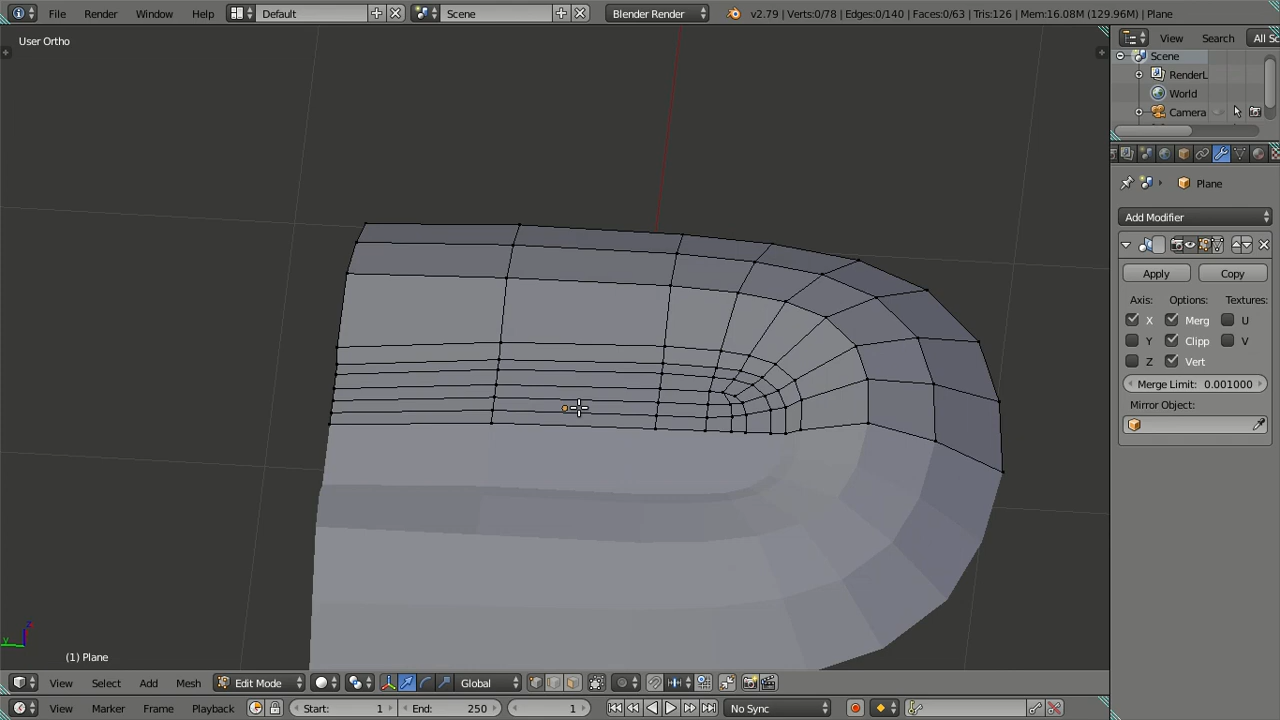 File Render Window Help Default Scene Blender Render v2.79 | Verts:0/78 | Edges:0/140 | Faces:0/63 | Tris:126 | Mem:16.08M (129.96M) | Plane
User Ortho
View Search All Sc
Scene
RenderL
World
Camera
Plane
Add Modifier
Apply Copy
Axis: Options: Textures:
X Merg U
Y Clipp V
Z Vert
Merge Limit: 0.001000
Mirror Object:
y z
(1) Plane
View Select Add Mesh Edit Mode Global
View Marker Frame Playback Start: 1 End: 250 1 No Sync